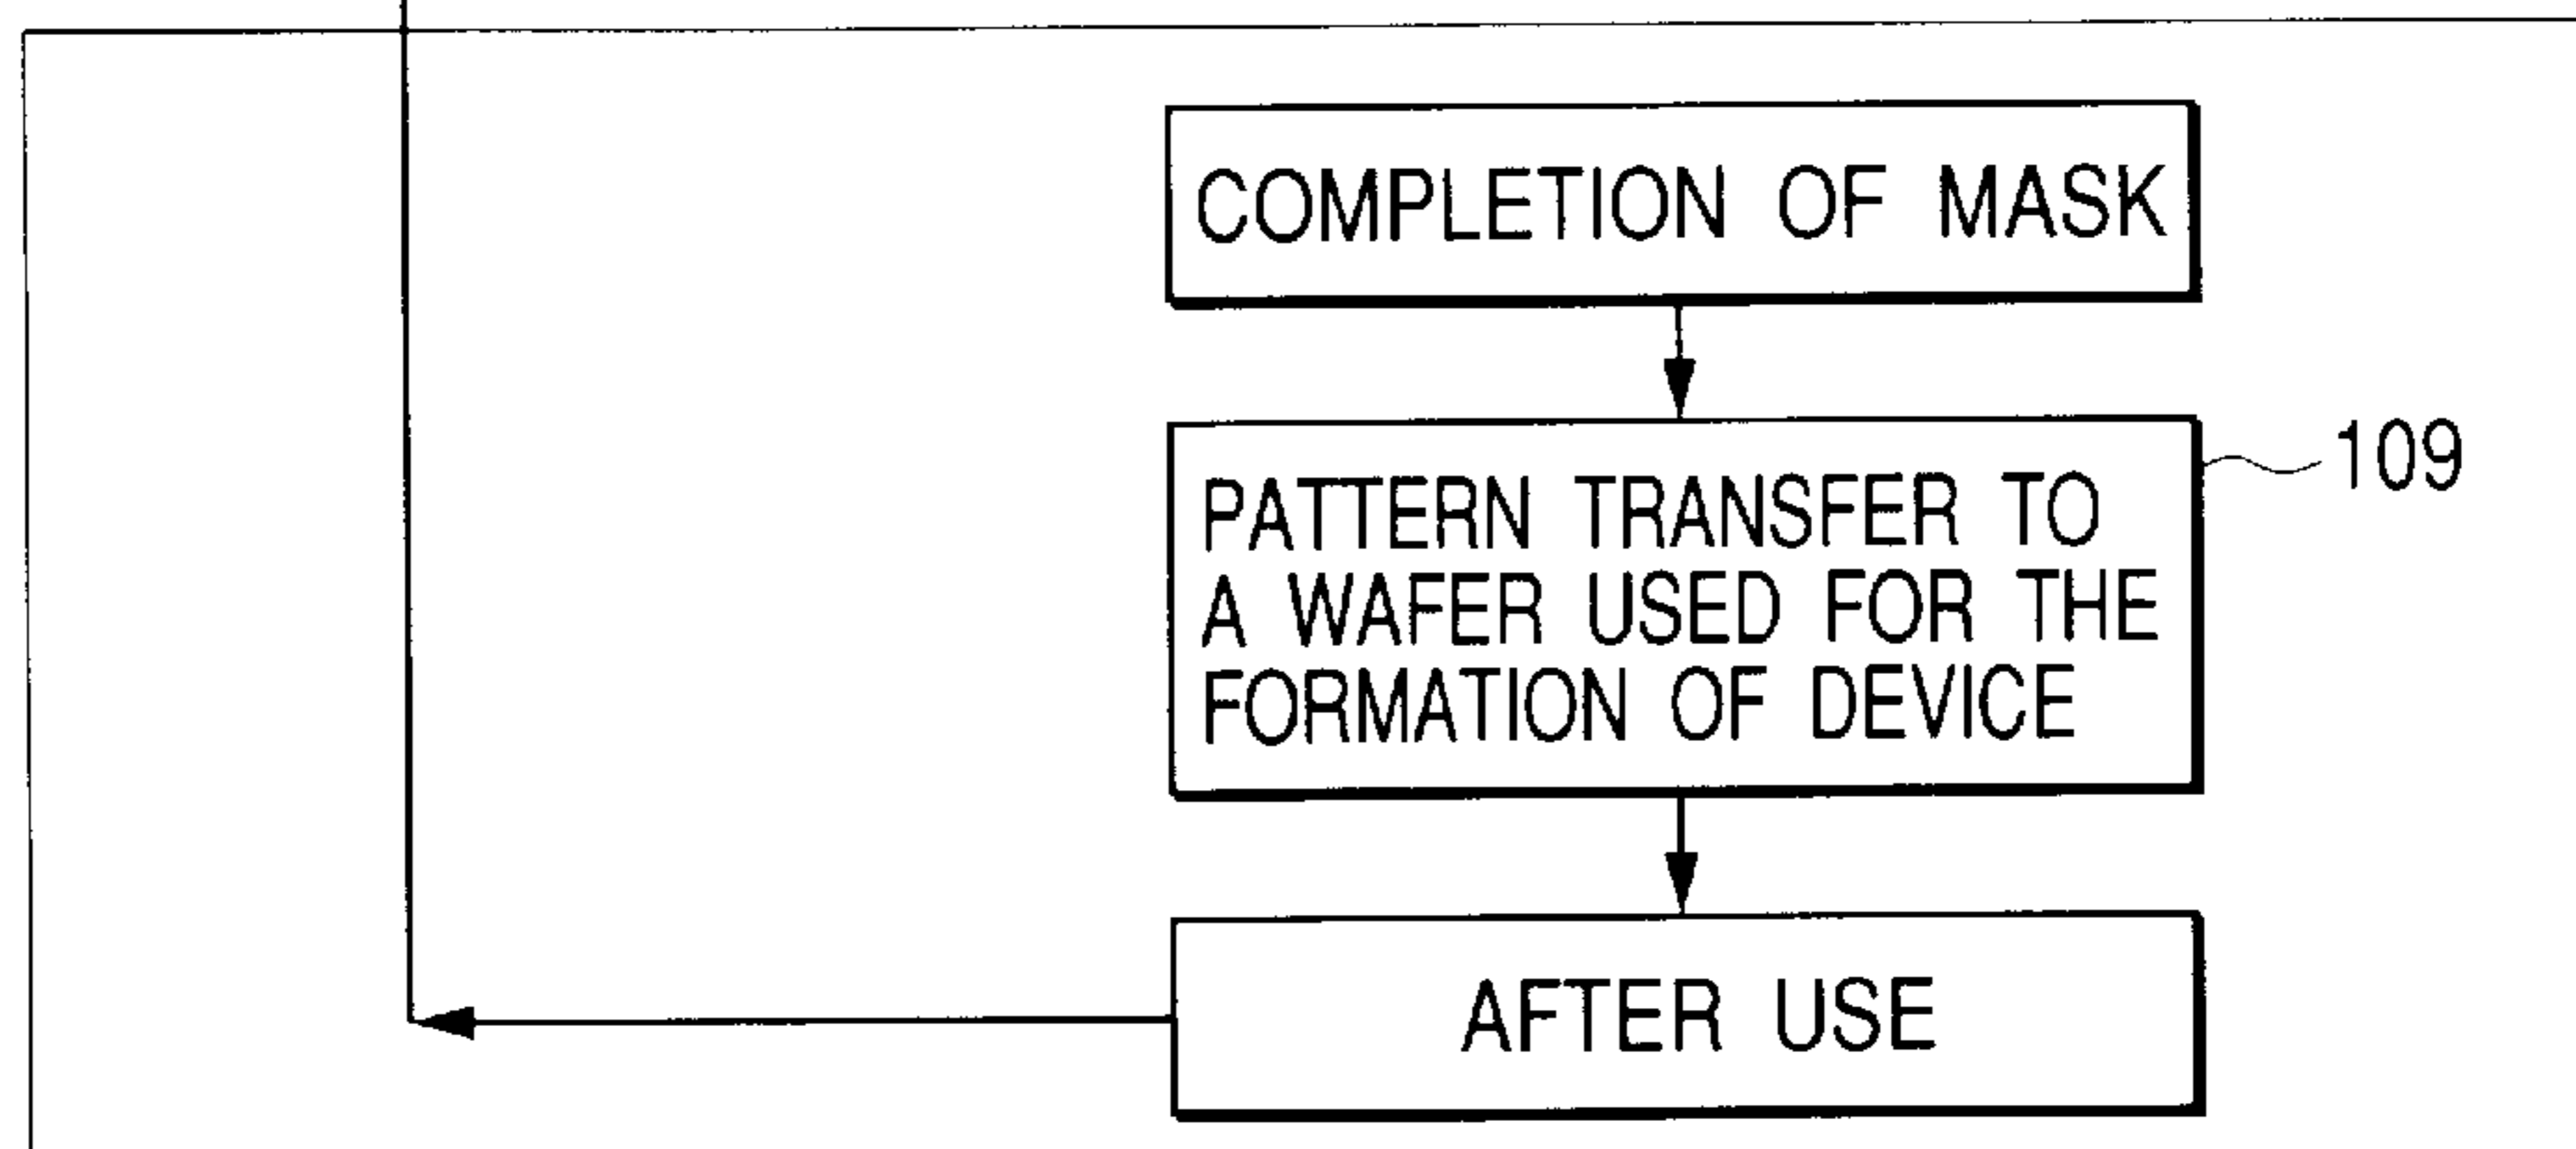 COMPLETION OF MASK
PATTERN TRANSFER TO
A WAFER USED FOR THE
FORMATION OF DEVICE
109
AFTER USE